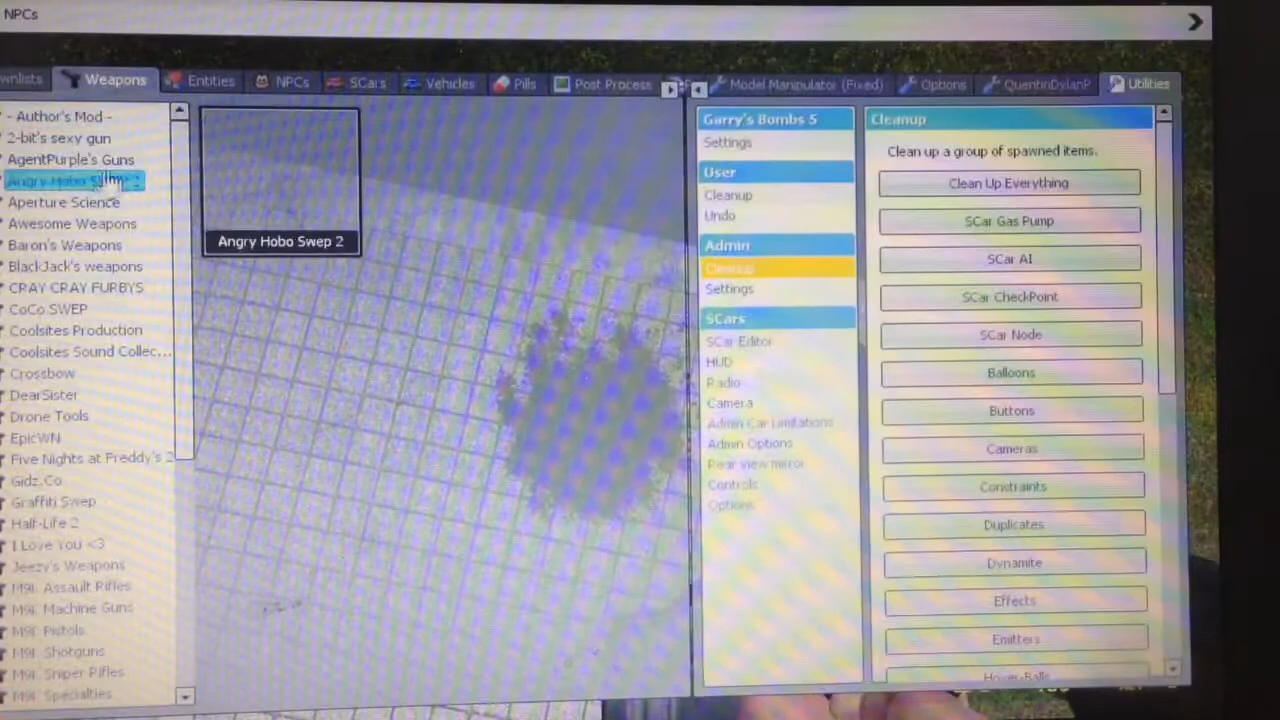 NPCs
wnlists
Weapons
Entities
NPCs
SCars
Vehicles
Pills
Post Process
Model Manipulator (Fixed)
Options
QuentinDylanP
Utilities
- Author's Mod -
2-bit's sexy gun
AgentPurple's Guns
Angry Hobo
Aperture Science
Awesome Weapons
Baron's Weapons
BlackJack's weapons
CRAY CRAY FURBYS
CoCo SWEP
Coolsites Production
Coolsites Sound Collec...
Crossbow
DearSister
Drone Tools
EpicWN
Five Nights at Freddy's 2
Gidz.Co
Graffiti Swep
Half-Life 2
I Love You <3
Jeezy's Weapons
M9K Assault Rifles
M9K Machine Guns
M9K Pistols
M9K Shotguns
M9K Sniper Rifles
M9K Specialties
Angry Hobo Swep 2
Garry's Bombs 5
Settings
User
Cleanup
Undo
Admin
Cleanup
Settings
SCars
SCar Editor
HUD
Radio
Camera
Admin Car Limitations
Admin Options
Rear view mirror
Controls
Options
Cleanup
Clean up a group of spawned items.
Clean Up Everything
SCar Gas Pump
SCar AI
SCar CheckPoint
SCar Node
Balloons
Buttons
Cameras
Constraints
Duplicates
Dynamite
Effects
Emitters
Hover-Balls